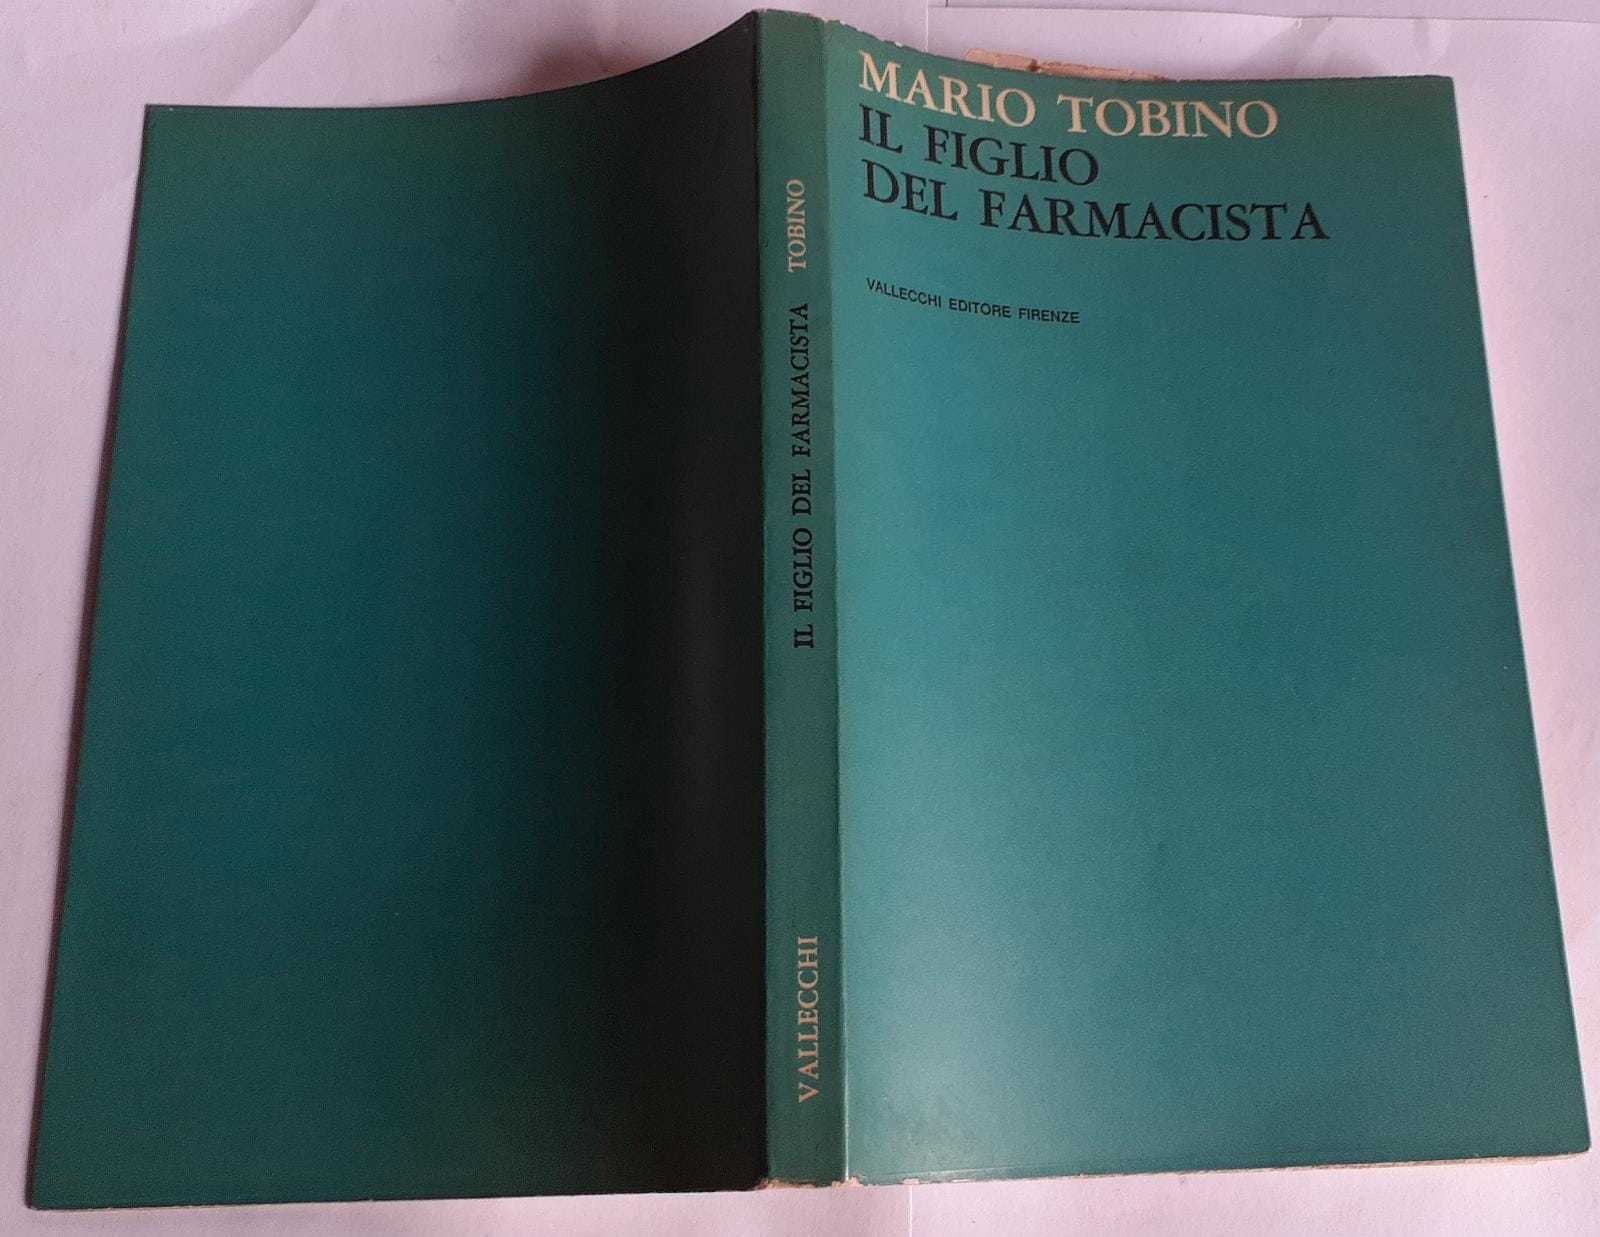 MARIO TOBINO
IL FIGLIO
DEL FARMACISTA
VALLECCHI EDITORE FIRENZE
IL FIGLIO DEL FARMACISTA TOBINO
VALLECCHI